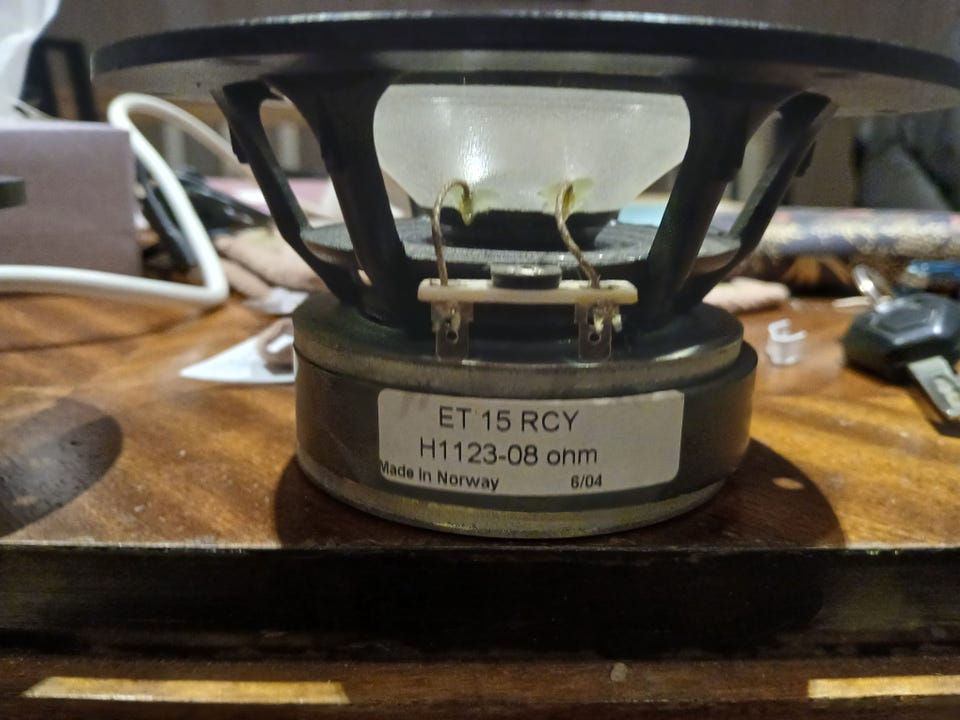 ET 15 RCY
H1123-08 ohm
Made In Norway 6/04